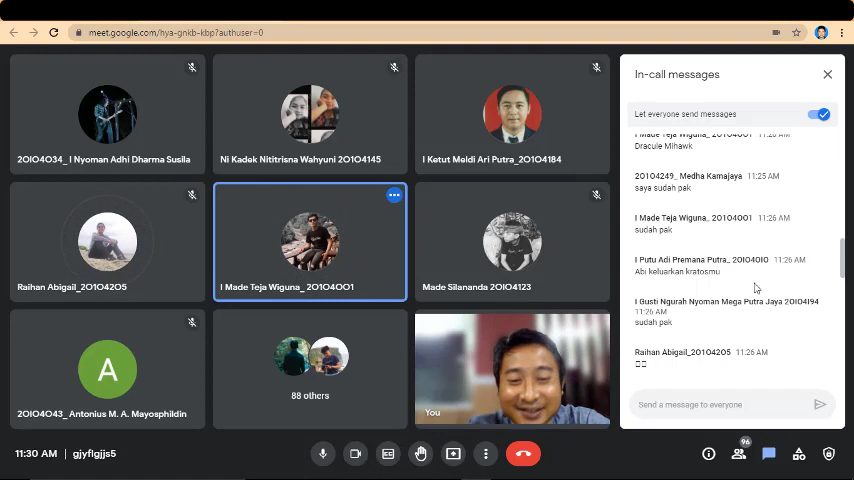 meet.google.com/hya-gnkb-kbp?authuser=0
20104034_ I Nyoman Adhi Dharma Susila
Ni Kadek Nititrisna Wahyuni 20104145
I Ketut Meldi Ari Putra_20104184
Raihan Abigail_20104205
I Made Teja Wiguna_ 20104001
Made Silananda 20104123
A
20104043_ Antonius M. A. Mayosphildin
88 others
You
In-call messages
Let everyone send messages
I Made Teja Wiguna_ 20104001 11:26 AM
Dracule Mihawk
20104249_ Medha Kamajaya 11:25 AM
saya sudah pak
I Made Teja Wiguna_ 20104001 11:26 AM
sudah pak
I Putu Adi Premana Putra_ 20104010 11:26 AM
Abi keluarkan kratosmu
I Gusti Ngurah Nyoman Mega Putra Jaya 20104194
11:26 AM
sudah pak
Raihan Abigail_20104205 11:26 AM
Send a message to everyone
11:30 AM | gjyflgjjs5
96